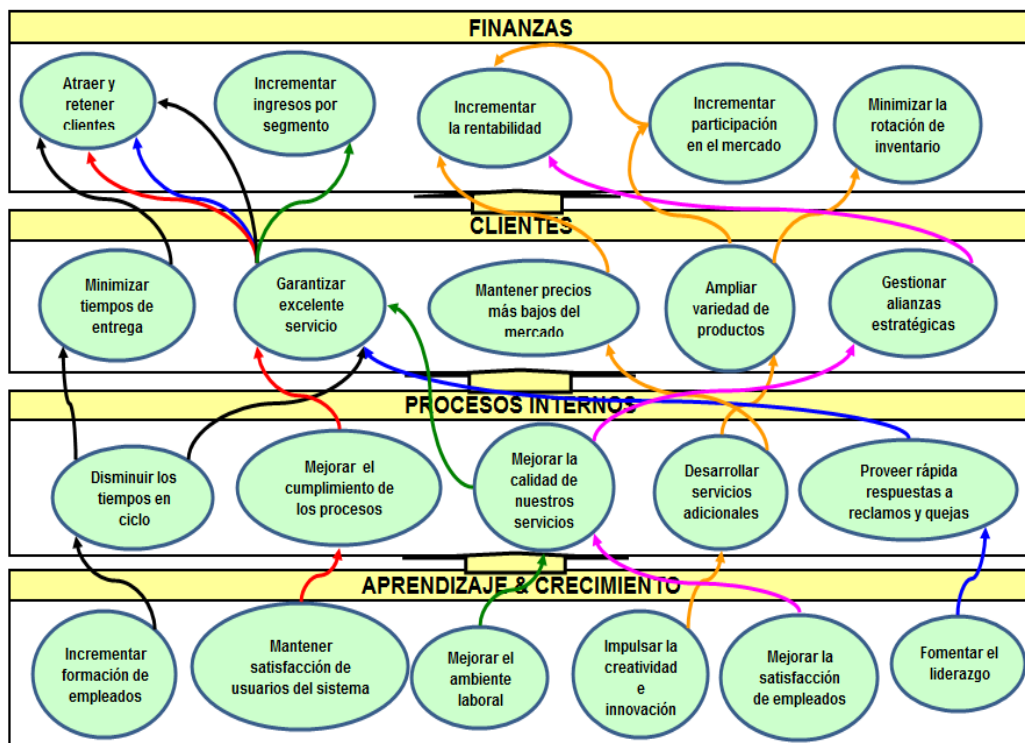 FINANZAS
Atraer y
retener
clientes
Incrementar
ingresos por
segmento
Incrementar
la rentabilidad
Incrementar
participación
en el mercado
Minimizar la
rotación de
inventario
CLIENTES
Minimizar
tiempos de
entrega
Garantizar
excelente
servicio
Mantener precios
más bajos del
mercado
Ampliar
variedad de
productos
Gestionar
alianzas
estratégicas
PROCESOS INTERNOS
Disminuir los
tiempos en
ciclo
Mejorar el
cumplimiento de
los procesos
Mejorar la
calidad de
nuestros
servicios
Desarrollar
servicios
adicionales
Proveer rápida
respuestas a
reclamos y quejas
APRENDIZAJE & CRECIMIENTO
Incrementar
formación de
empleados
Mantener
satisfacción de
usuarios del sistema
Mejorar el
ambiente
laboral
Impulsar la
creatividad
e
innovación
Mejorar la
satisfacción
de empleados
Fomentar el
liderazgo